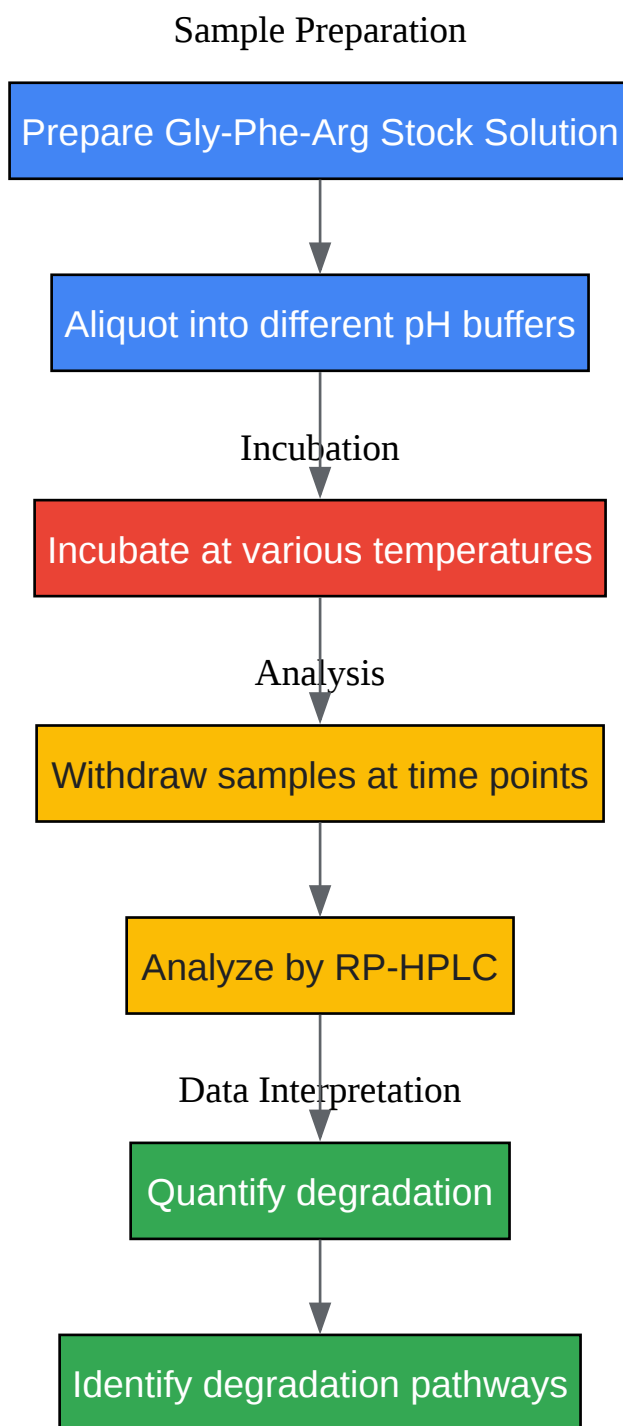 Sample Preparation
Prepare Gly-Phe-Arg Stock Solution
Aliquot into different pH buffers
Incubation
Incubate at various temperatures
Analysis
Withdraw samples at time points
Analyze by RP-HPLC
Data Interpretation
Quantify degradation
Identify degradation pathways